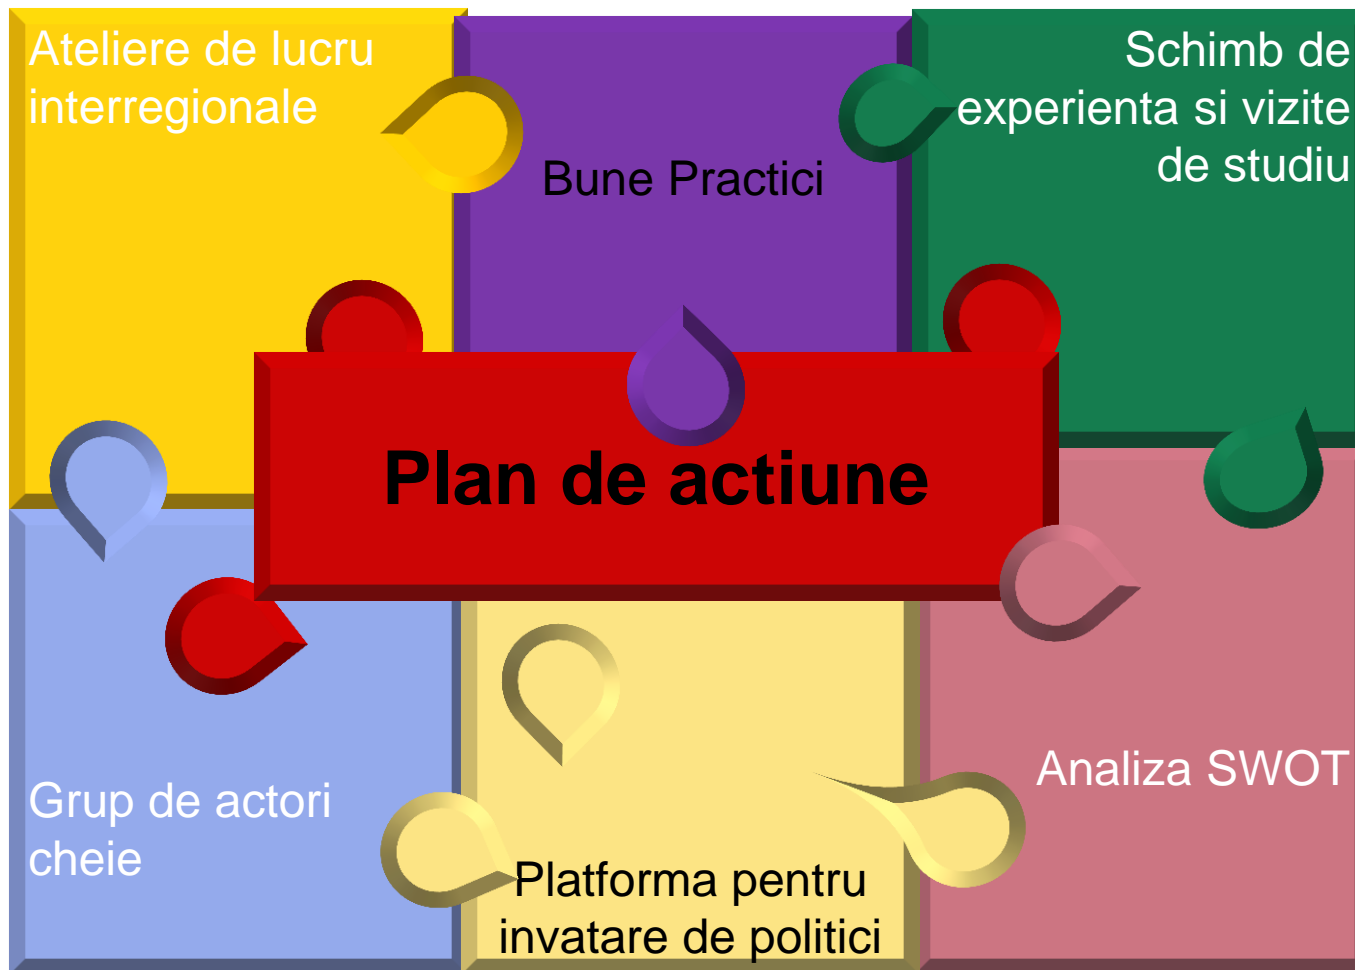 Ateliere de lucru
interregionale
Bune Practici
Schimb de
experienta si vizite
de studiu
Plan de actiune
Grup de actori
cheie
Platforma pentru
invatare de politici
Analiza SWOT